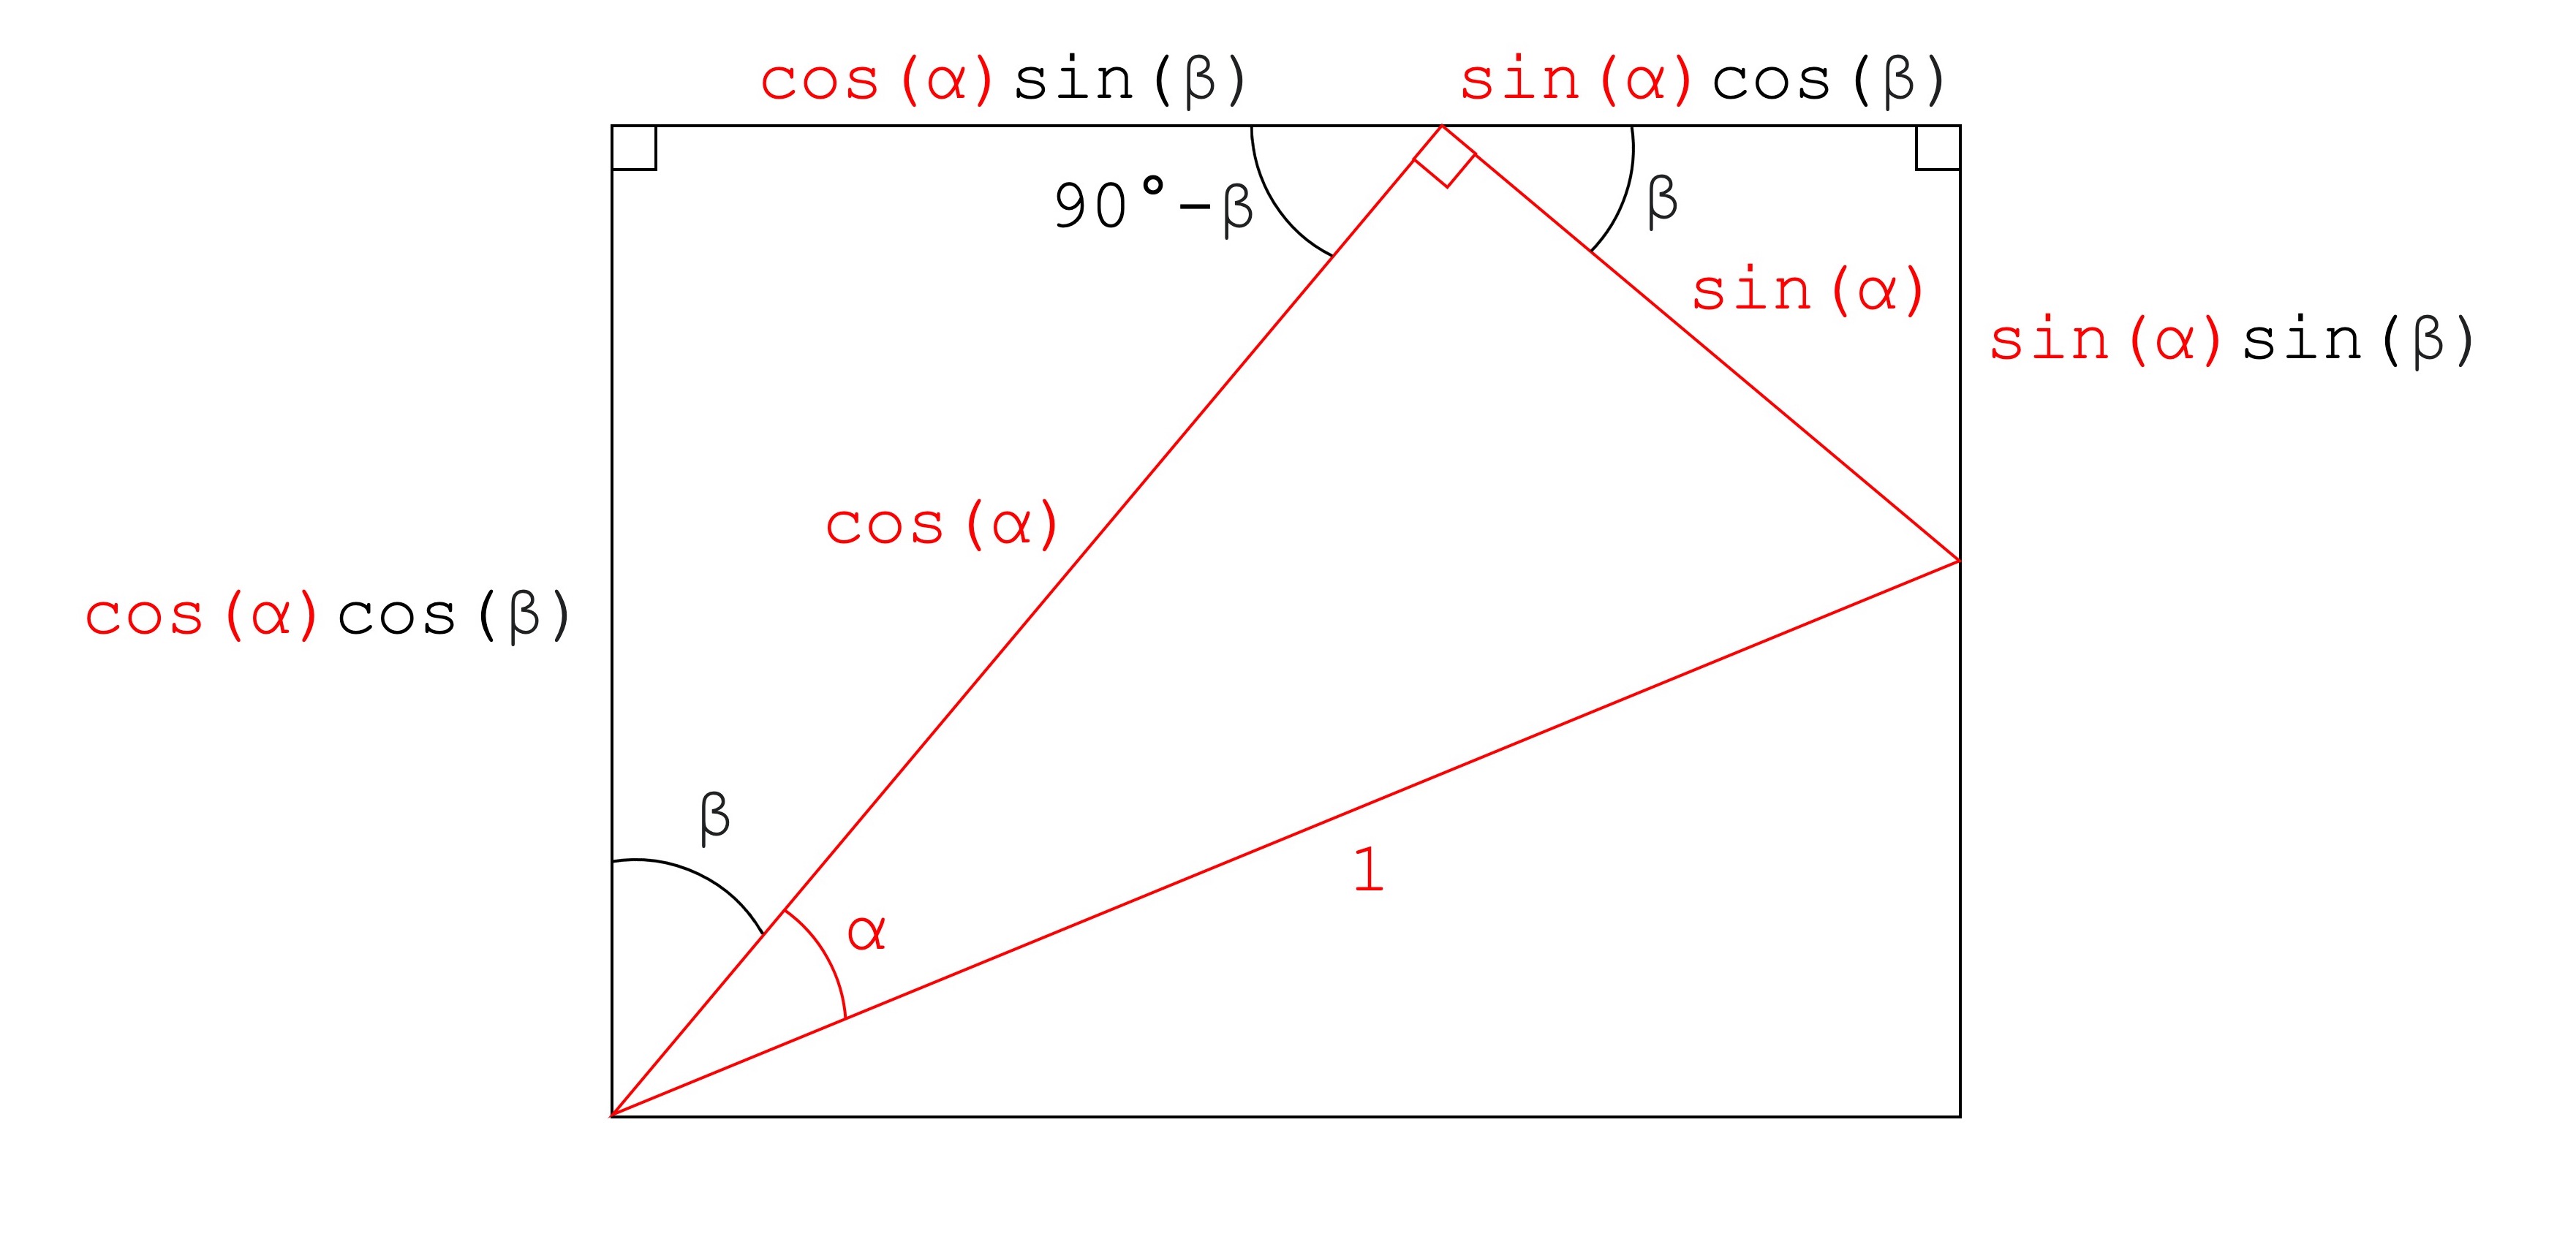 cos(α)sin(β) sin(α)cos(β)
90°-β β
sin(α)
sin(α)sin(β)
cos(α)
cos(α)cos(β)
β
1
α